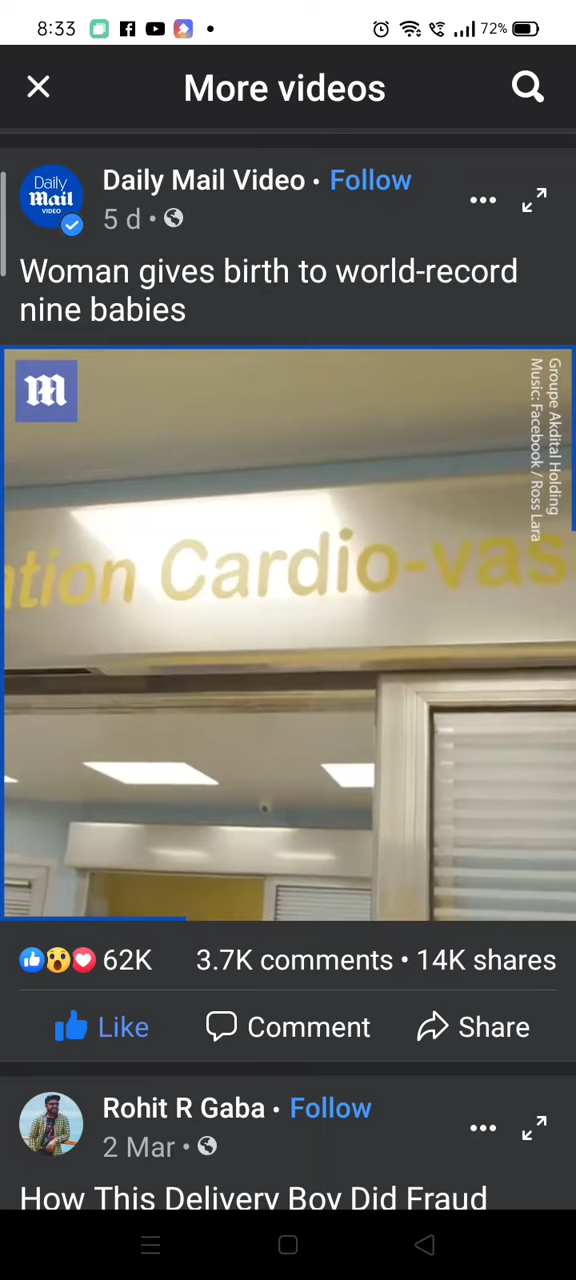 8:33
72%
More videos
Daily Mail Video • Follow
5 d •
Woman gives birth to world-record
nine babies
Daily
Mail
VIDEO
Groupe Akdital Holding
Music: Facebook / Ross Lara
tion Cardio-vas
62K 3.7K comments • 14K shares
Like Comment Share
Rohit R Gaba • Follow
2 Mar •
How This Delivery Boy Did Fraud